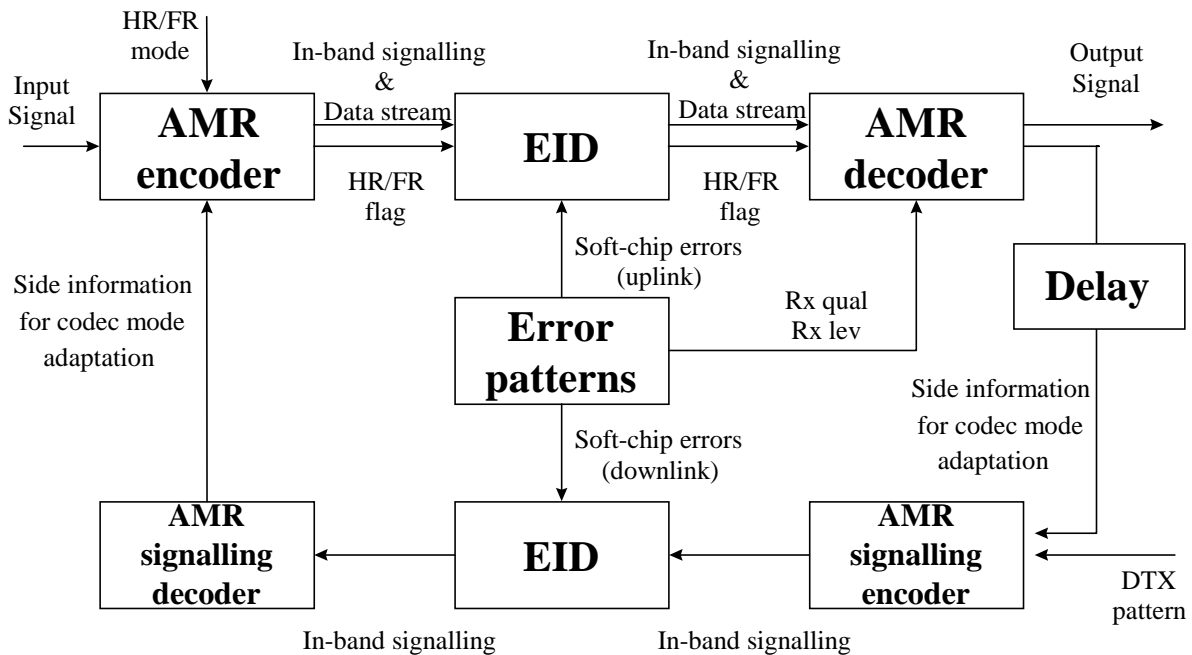 HR/FR
mode
Input
Signal
AMR
encoder
In-band signalling
&
Data stream
HR/FR
flag
EID
In-band signalling
&
Data stream
HR/FR
flag
AMR
decoder
Output
Signal
Side information
for codec mode
adaptation
Soft-chip errors
(uplink)
Error
patterns
Rx qual
Rx lev
Delay
Side information
for codec mode
adaptation
Soft-chip errors
(downlink)
AMR
signalling
decoder
EID
AMR
signalling
encoder
DTX
pattern
In-band signalling
In-band signalling